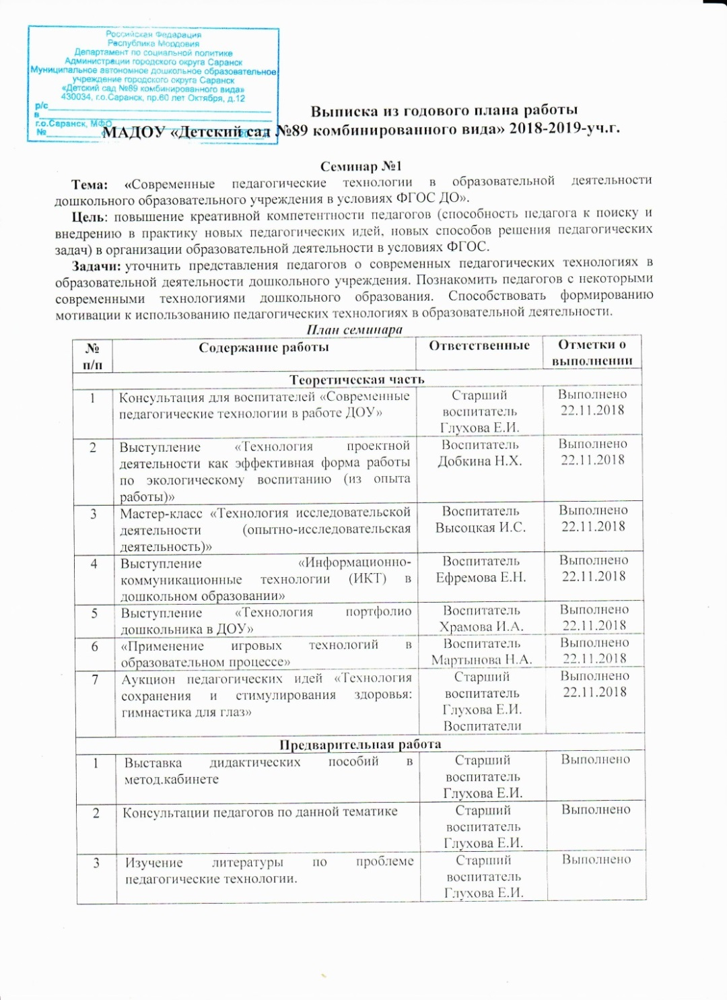 Российская Федарация
Республика Мордовия
Департамент по социальной политике
Администрации городского округа Саранск
Муниципальное автономное дошкольное образовательное
учреждение городского округа Саранск
«Детский сад №89 комбинированного вида»
430034, г.о.Саранск, пр.60 лет Октября, д.12
р/с
в
г.о.Саранск, МФО
№
Выписка из годового плана работы
МАДОУ «Детский сад №89 комбинированного вида» 2018-2019-уч.г.
Семинар №1
Тема: «Современные педагогические технологии в образовательной деятельности
дошкольного образовательного учреждения в условиях ФГОС ДО».
Цель: повышение креативной компетентности педагогов (способность педагога к поиску и
внедрению в практику новых педагогических идей, новых способов решения педагогических
задач) в организации образовательной деятельности в условиях ФГОС.
Задачи: уточнить представления педагогов о современных педагогических технологиях в
образовательной деятельности дошкольного учреждения. Познакомить педагогов с некоторыми
современными технологиями дошкольного образования. Способствовать формированию
мотивации к использованию педагогических технологиях в образовательной деятельности.
План семинара
№ п/п
Содержание работы
Ответственные
Отметки о
выполнении
Теоретическая часть
1
Консультация для воспитателей «Современные
педагогические технологии в работе ДОУ»
Старший
воспитатель
Глухова Е.И.
Выполнено
22.11.2018
2
Выступление «Технология проектной
деятельности как эффективная форма работы
по экологическому воспитанию (из опыта
работы)»
Воспитатель
Добкина Н.Х.
Выполнено
22.11.2018
3
Мастер-класс «Технология исследовательской
деятельности (опытно-исследовательская
деятельность)»
Воспитатель
Высоцкая И.С.
Выполнено
22.11.2018
4
Выступление «Информационно-
коммуникационные технологии (ИКТ) в
дошкольном образовании»
Воспитатель
Ефремова Е.Н.
Выполнено
22.11.2018
5
Выступление «Технология портфолио
дошкольника в ДОУ»
Воспитатель
Храмова И.А.
Выполнено
22.11.2018
6
«Применение игровых технологий в
образовательном процессе»
Воспитатель
Мартынова Н.А.
Выполнено
22.11.2018
7
Аукцион педагогических идей «Технология
сохранения и стимулирования здоровья:
гимнастика для глаз»
Старший
воспитатель
Глухова Е.И.
Воспитатели
Выполнено
22.11.2018
Предварительная работа
1
Выставка дидактических пособий в
метод.кабинете
Старший
воспитатель
Глухова Е.И.
Выполнено
2
Консультации педагогов по данной тематике
Старший
воспитатель
Глухова Е.И.
Выполнено
3
Изучение литературы по проблеме
педагогические технологии.
Старший
воспитатель
Глухова Е.И.
Выполнено